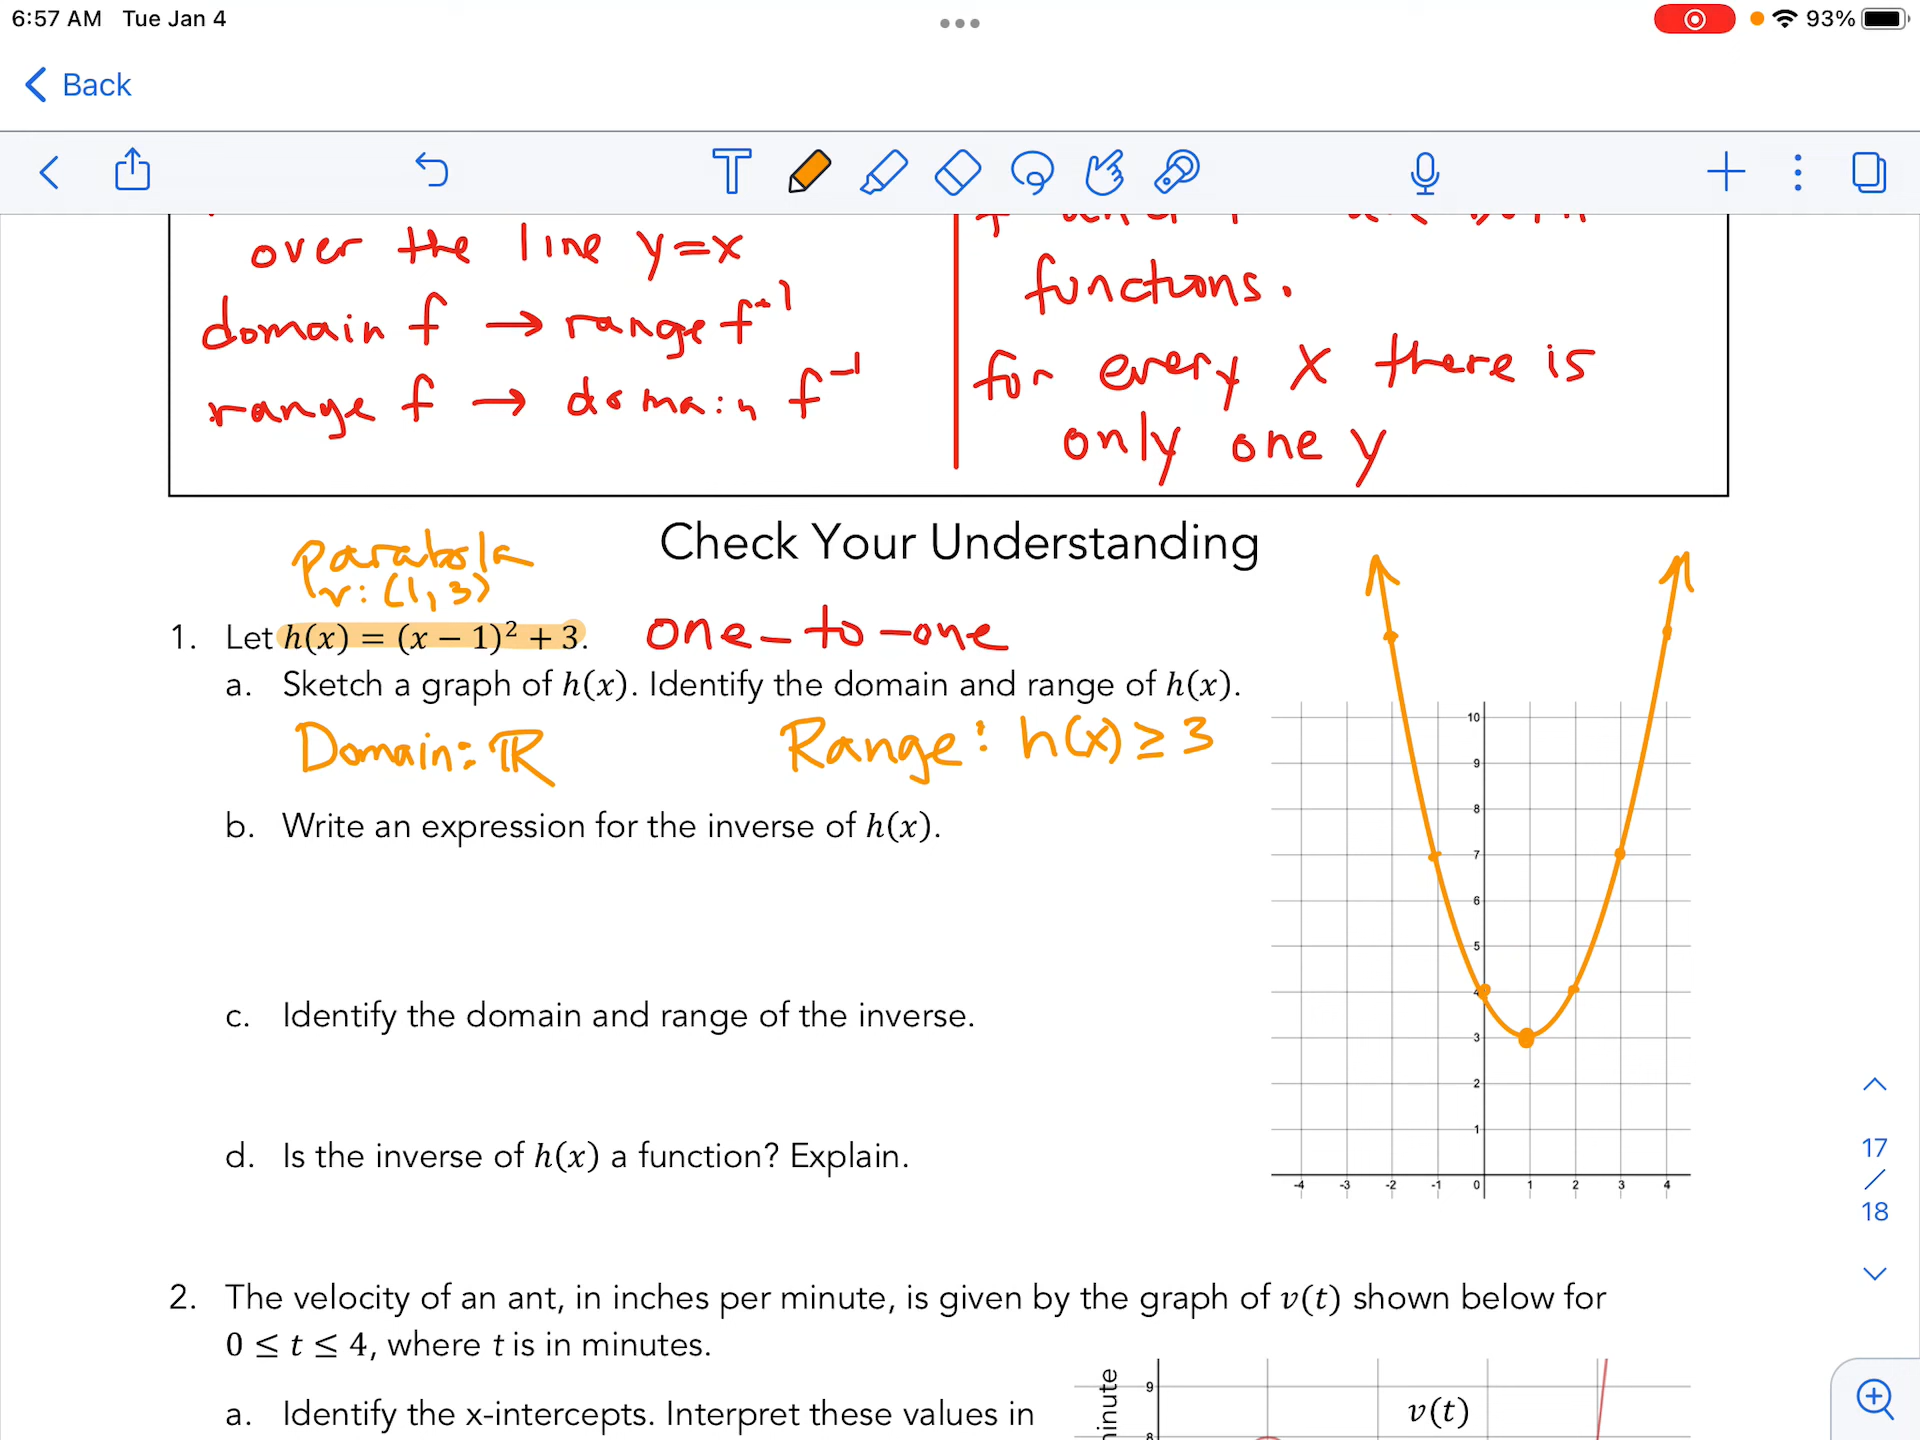 6:57 AM Tue Jan 4
93%
Back
over the line y=x
domain f → range f⁻¹
range f → domain f⁻¹
functions.
for every x there is
only one y
Check Your Understanding
parabola
v: (1,3)
1. Let h(x) = (x − 1)² + 3.
one-to-one
a. Sketch a graph of h(x). Identify the domain and range of h(x).
Domain: ℝ
Range: h(x) ≥ 3
b. Write an expression for the inverse of h(x).
c. Identify the domain and range of the inverse.
d. Is the inverse of h(x) a function? Explain.
10
9
8
7
6
5
4
3
2
1
-4 -3 -2 -1 0 1 2 3 4
17
/
18
2. The velocity of an ant, in inches per minute, is given by the graph of v(t) shown below for
0 ≤ t ≤ 4, where t is in minutes.
a. Identify the x-intercepts. Interpret these values in
9
8
v(t)